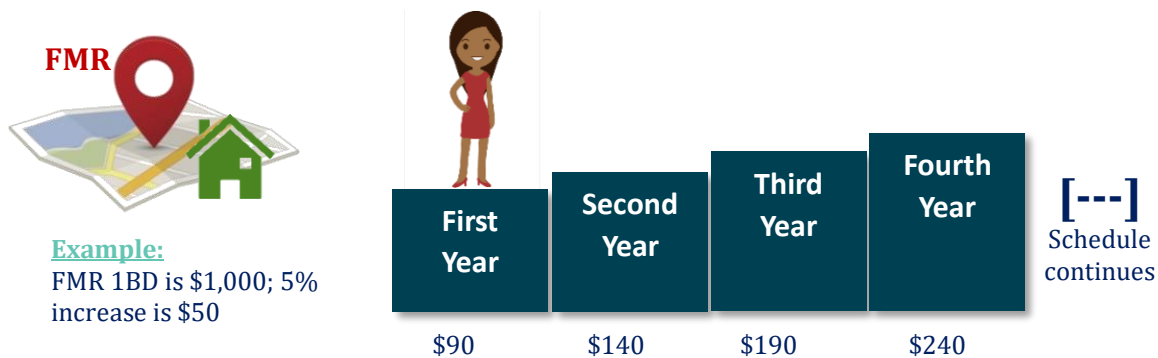 FMR
Example:
FMR 1BD is $1,000; 5%
increase is $50
First
Year
Second
Year
Third
Year
Fourth
Year
[---]
Schedule
continues
$90
$140
$190
$240